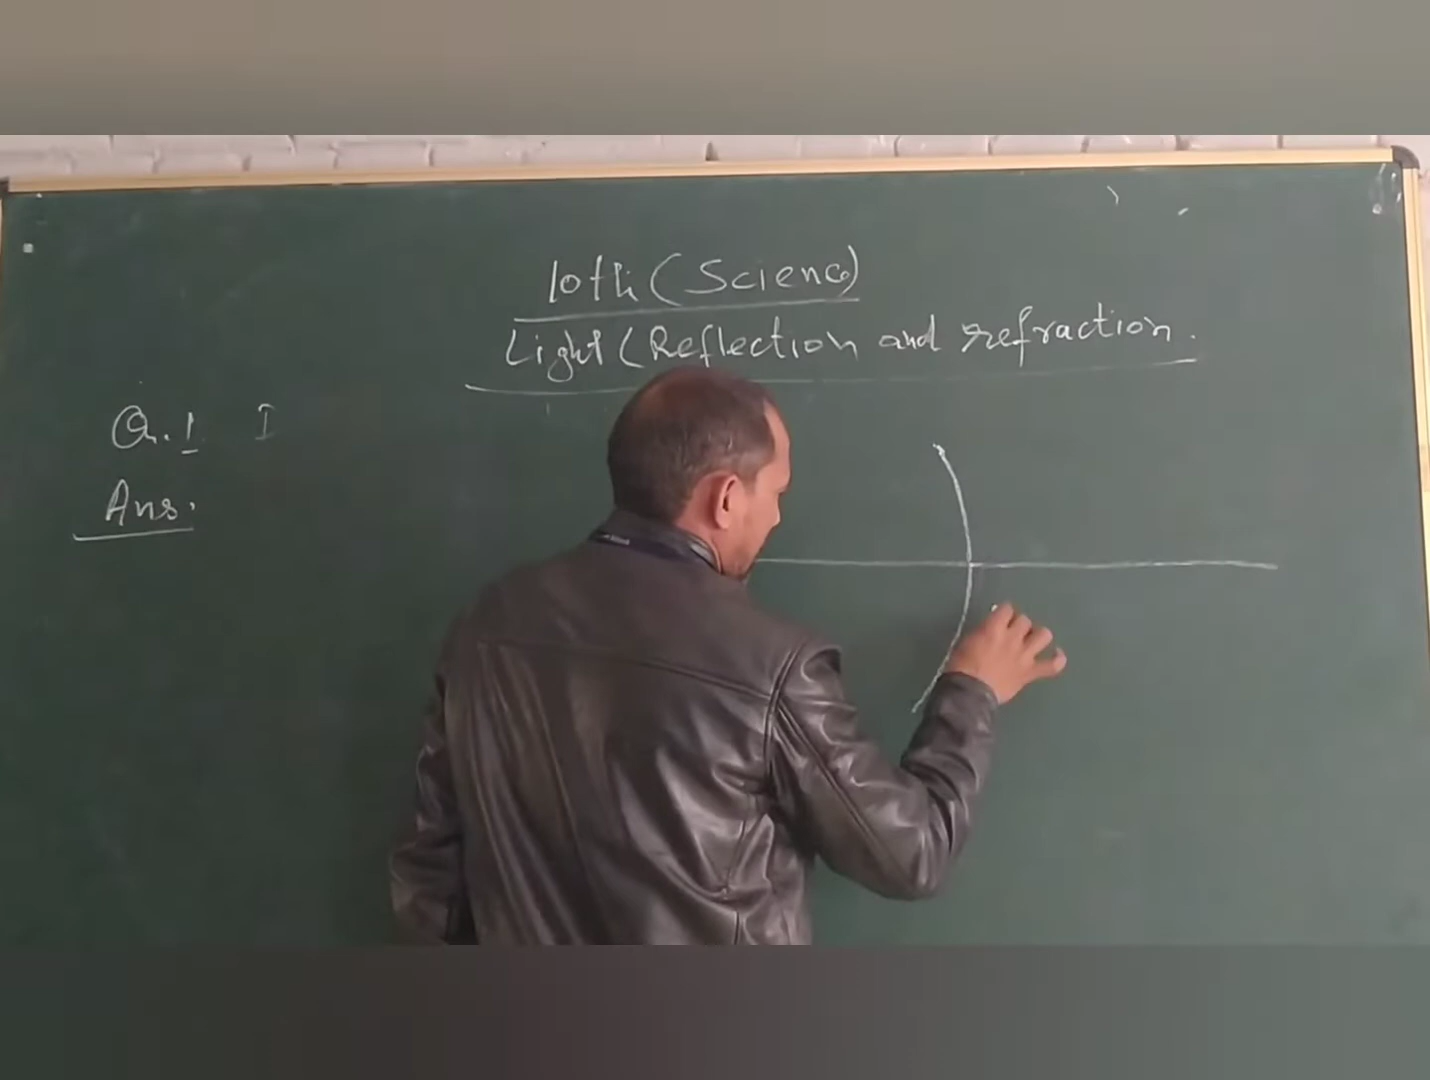 10th (Science)
Light (Reflection and refraction.
Q.1 I
Ans.